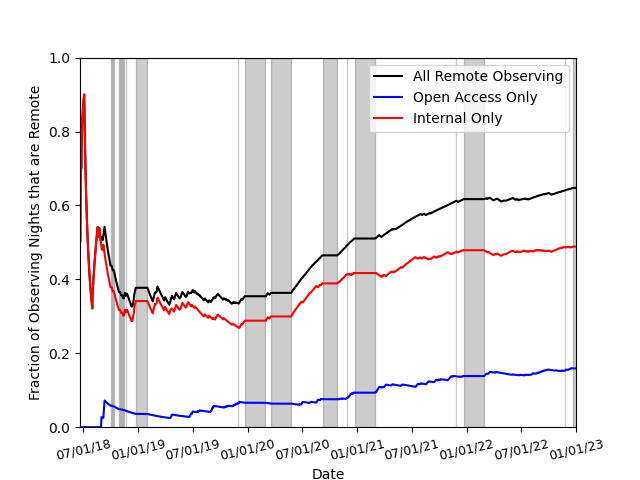 1.0
0.8
0.6
0.4
0.2
0.0
Fraction of Observing Nights that are Remote
All Remote Observing
Open Access Only
Internal Only
07/01/18 01/01/19 07/01/19 01/01/20 07/01/20 01/01/21 07/01/21 01/01/22 07/01/22 01/01/23
Date